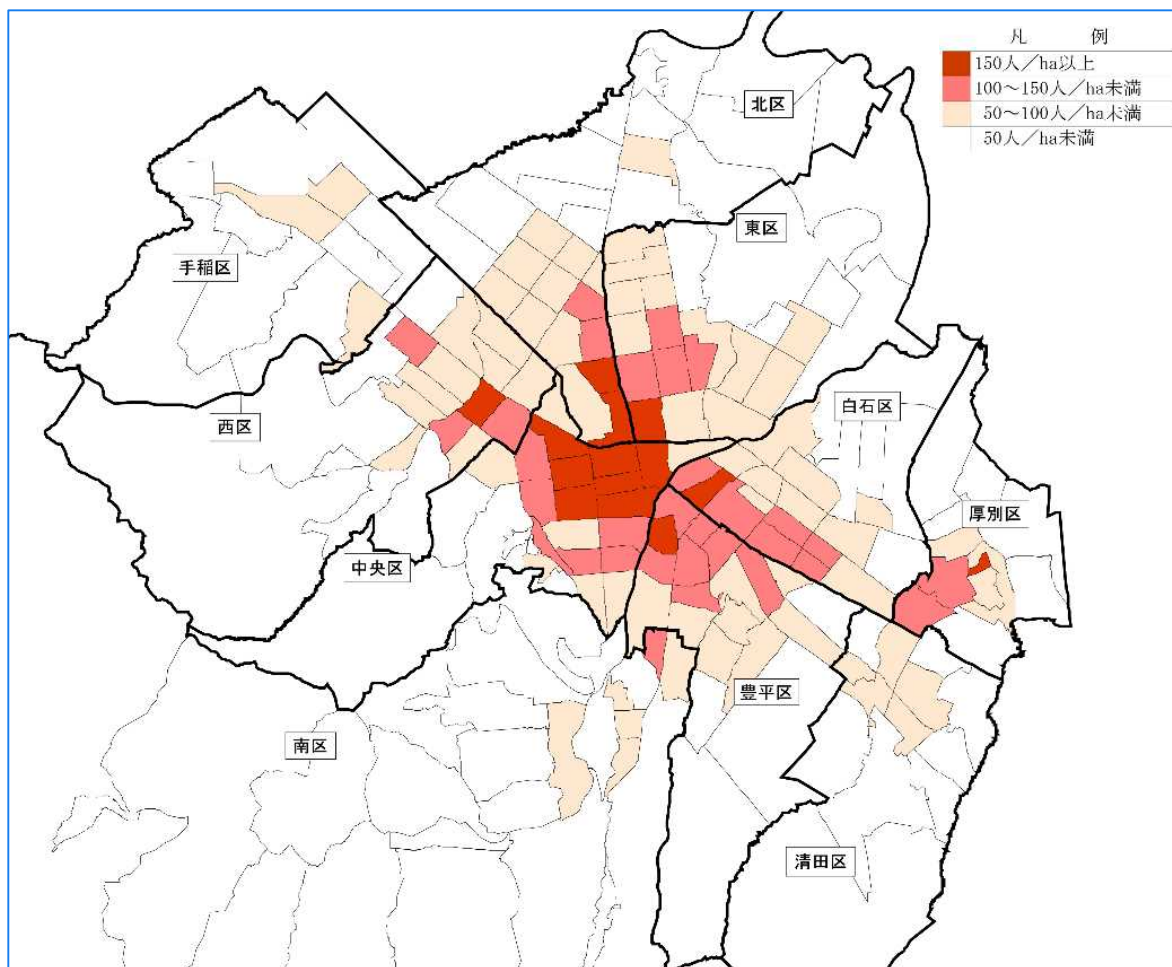 凡 例
150人／ha以上
100～150人／ha未満
50～100人／ha未満
50人／ha未満
北区
東区
手稲区
白石区
西区
厚別区
中央区
豊平区
南区
清田区